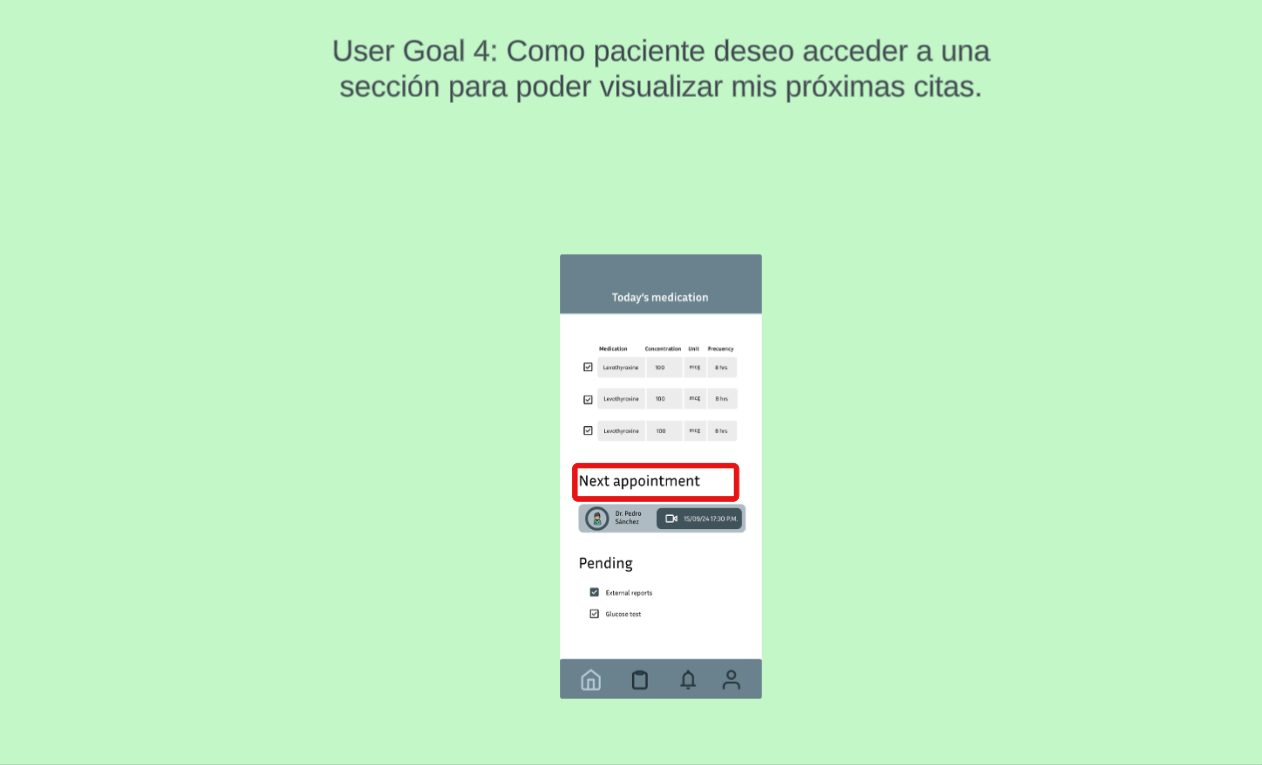 User Goal 4: Como paciente deseo acceder a una
sección para poder visualizar mis próximas citas.
Today's medication
Medication Concentration Unit Frecuency
Levothyroxine 100 mcg 8 hrs
Levothyroxine 100 mcg 8 hrs
Levothyroxine 100 mcg 8 hrs
Next appointment
Dr. Pedro
Sánchez
15/09/24 17:30 P.M.
Pending
External reports
Glucose test